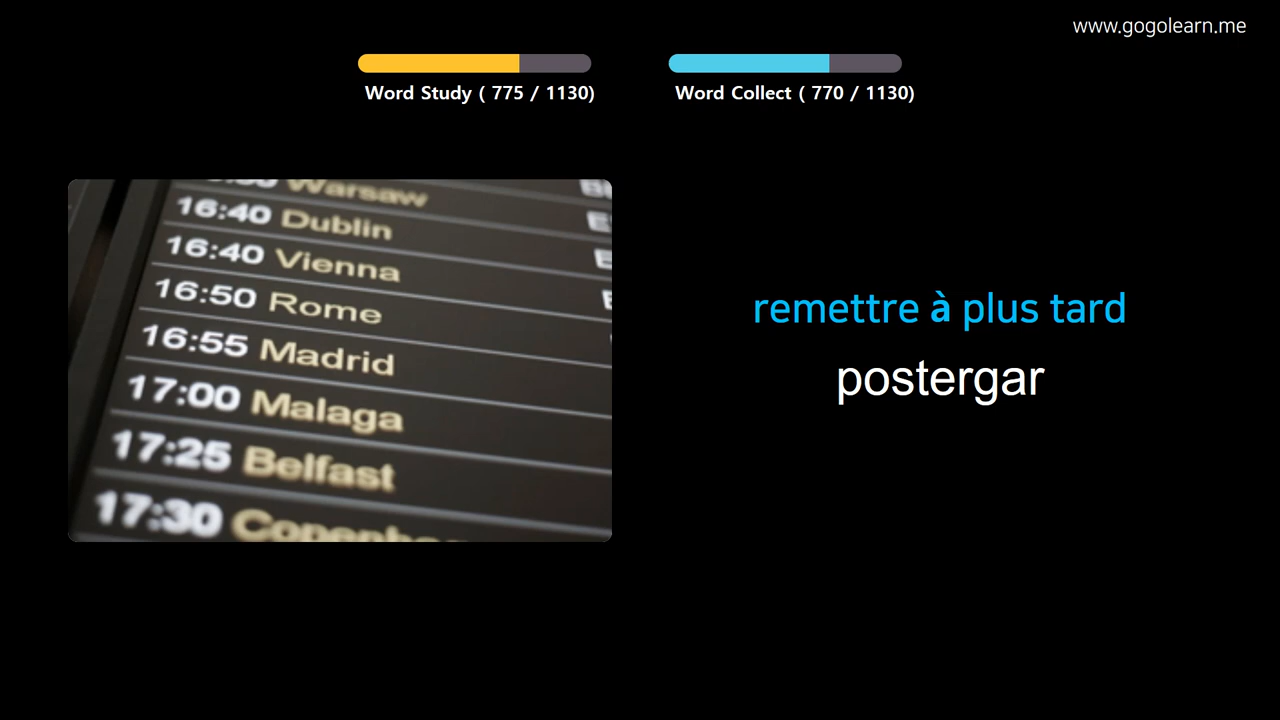 www.gogolearn.me
Word Study ( 775 / 1130)
Word Collect ( 770 / 1130)
Warsaw
16:40 Dublin
16:40 Vienna
16:50 Rome
16:55 Madrid
17:00 Malaga
17:25 Belfast
17:30
remettre à plus tard
postergar